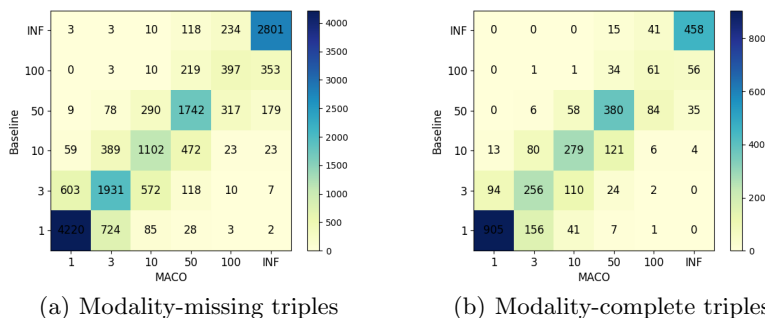 INF 3 3 10 118 234 2801
100 0 3 10 219 397 353
50 9 78 290 1742 317 179
10 59 389 1102 472 23 23
3 603 1931 572 118 10 7
1 4220 724 85 28 3 2
1 3 10 50 100 INF
MACO
Baseline
4000
3500
3000
2500
2000
1500
1000
500
0
(a) Modality-missing triples
INF 0 0 0 15 41 458
100 0 1 1 34 61 56
50 0 6 58 380 84 35
10 13 80 279 121 6 4
3 94 256 110 24 2 0
1 905 156 41 7 1 0
1 3 10 50 100 INF
MACO
Baseline
800
600
400
200
0
(b) Modality-complete triples